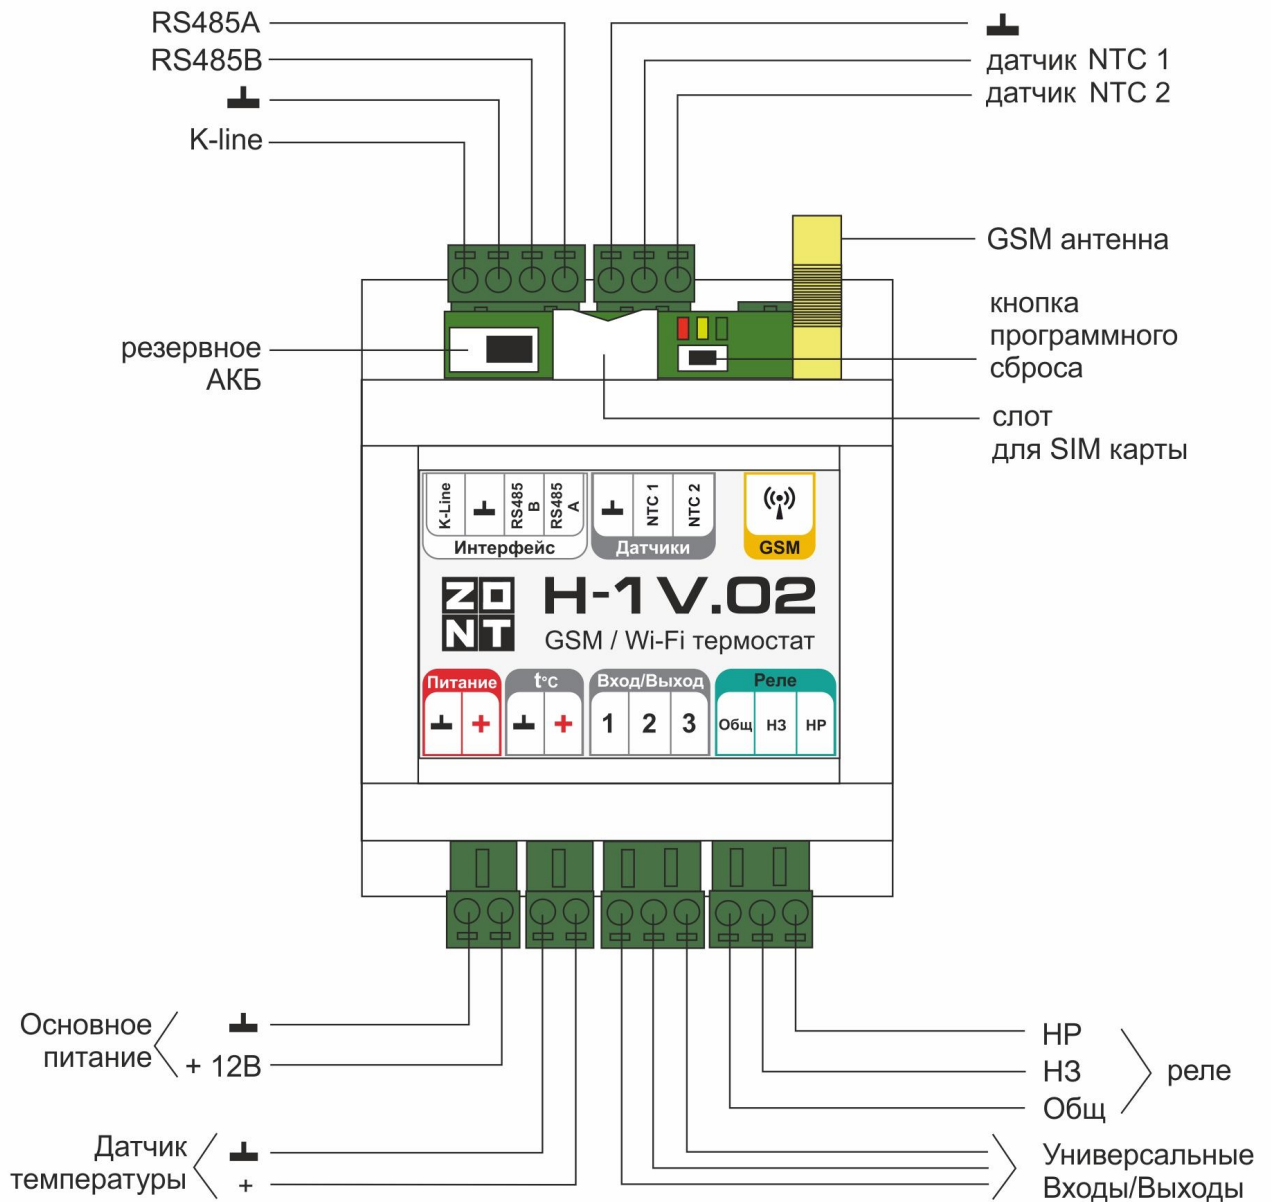 RS485A
RS485B
K-line
датчик NTC 1
датчик NTC 2
GSM антенна
кнопка
программного
сброса
резервное
АКБ
слот
для SIM карты
K-Line
RS485 B
RS485 A
NTC 1
NTC 2
Интерфейс
Датчики
GSM
ZONT
H-1V.02
GSM / Wi-Fi термостат
Питание
t°C
Вход/Выход
Реле
+
+
1
2
3
Общ
НЗ
НР
Основное
питание
+ 12В
Датчик
температуры
+
НР
НЗ
Общ
реле
Универсальные
Входы/Выходы